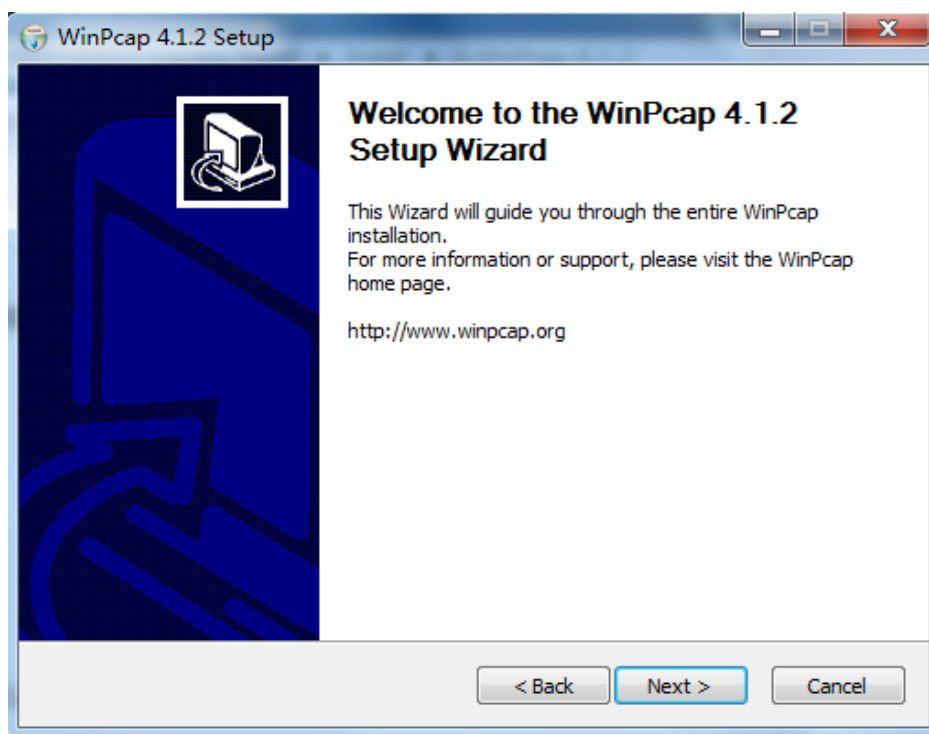 WinPcap 4.1.2 Setup
Welcome to the WinPcap 4.1.2
Setup Wizard
This Wizard will guide you through the entire WinPcap
installation.
For more information or support, please visit the WinPcap
home page.
http://www.winpcap.org
< Back
Next >
Cancel